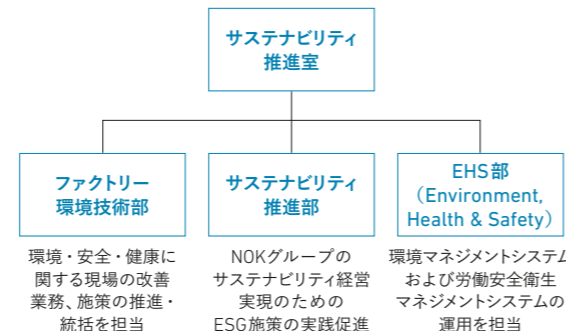 サステナビリティ
推進室
ファクトリー
環境技術部
環境・安全・健康に
関する現場の改善
業務、施策の推進・
統括を担当
サステナビリティ
推進部
NOKグループの
サステナビリティ経営
実現のための
ESG施策の実践促進
EHS部
（Environment,
Health & Safety）
環境マネジメントシステム
および労働安全衛生
マネジメントシステムの
運用を担当